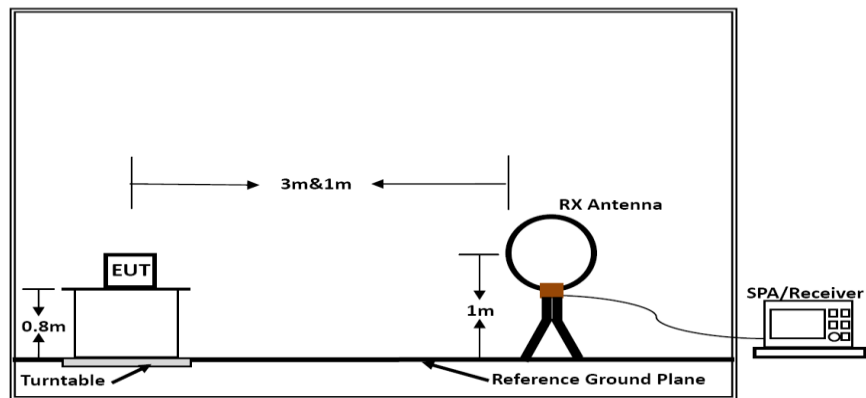 3m&1m
RX Antenna
EUT
SPA/Receiver
0.8m
1m
Turntable
Reference Ground Plane